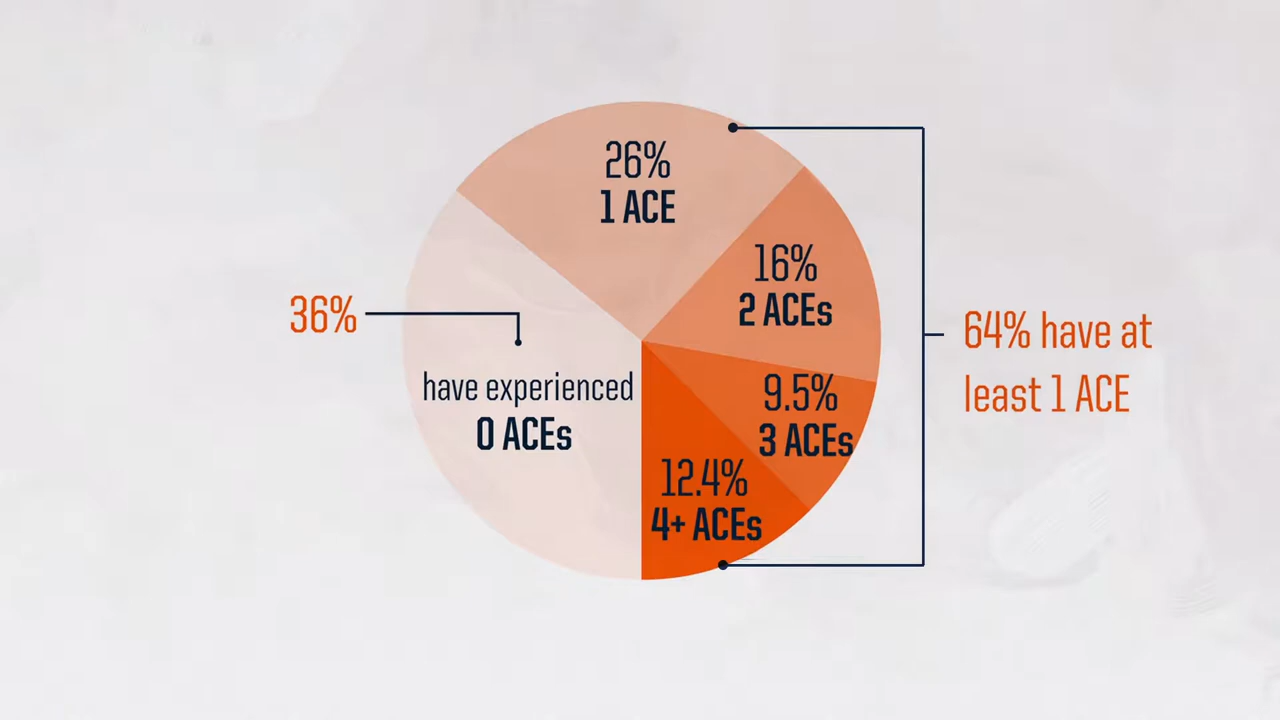 26%
1 ACE
16%
2 ACEs
9.5%
3 ACEs
12.4%
4+ ACEs
36%
have experienced
0 ACEs
64% have at
least 1 ACE